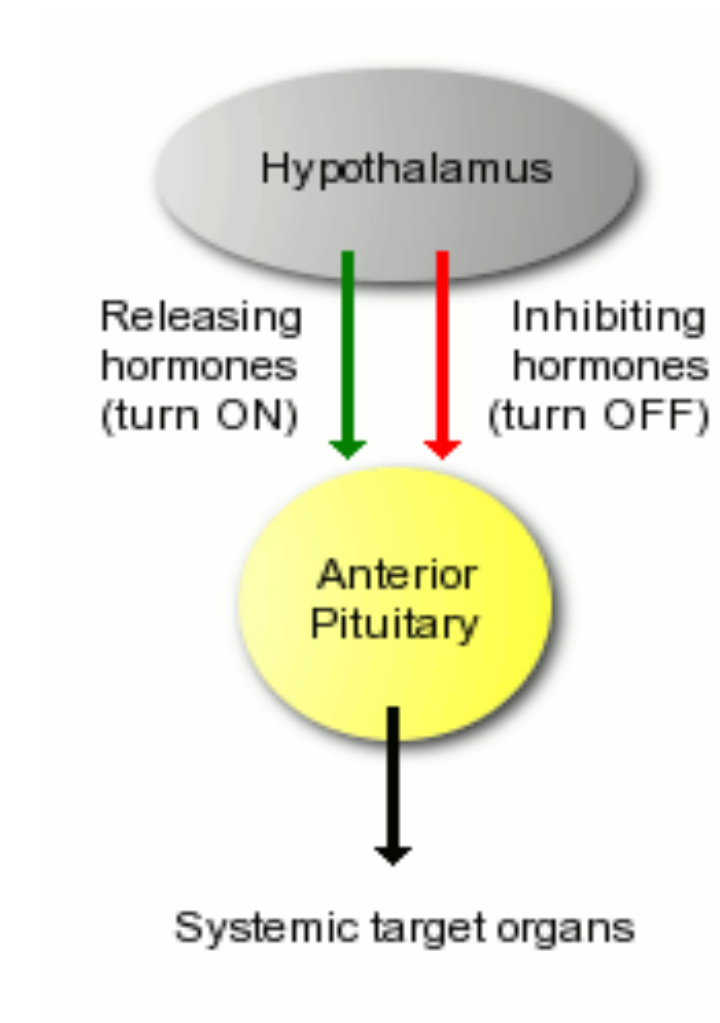 Hypothalamus
Releasing
hormones
(turn ON)
Inhibiting
hormones
(turn OFF)
Anterior
Pituitary
Systemic target organs